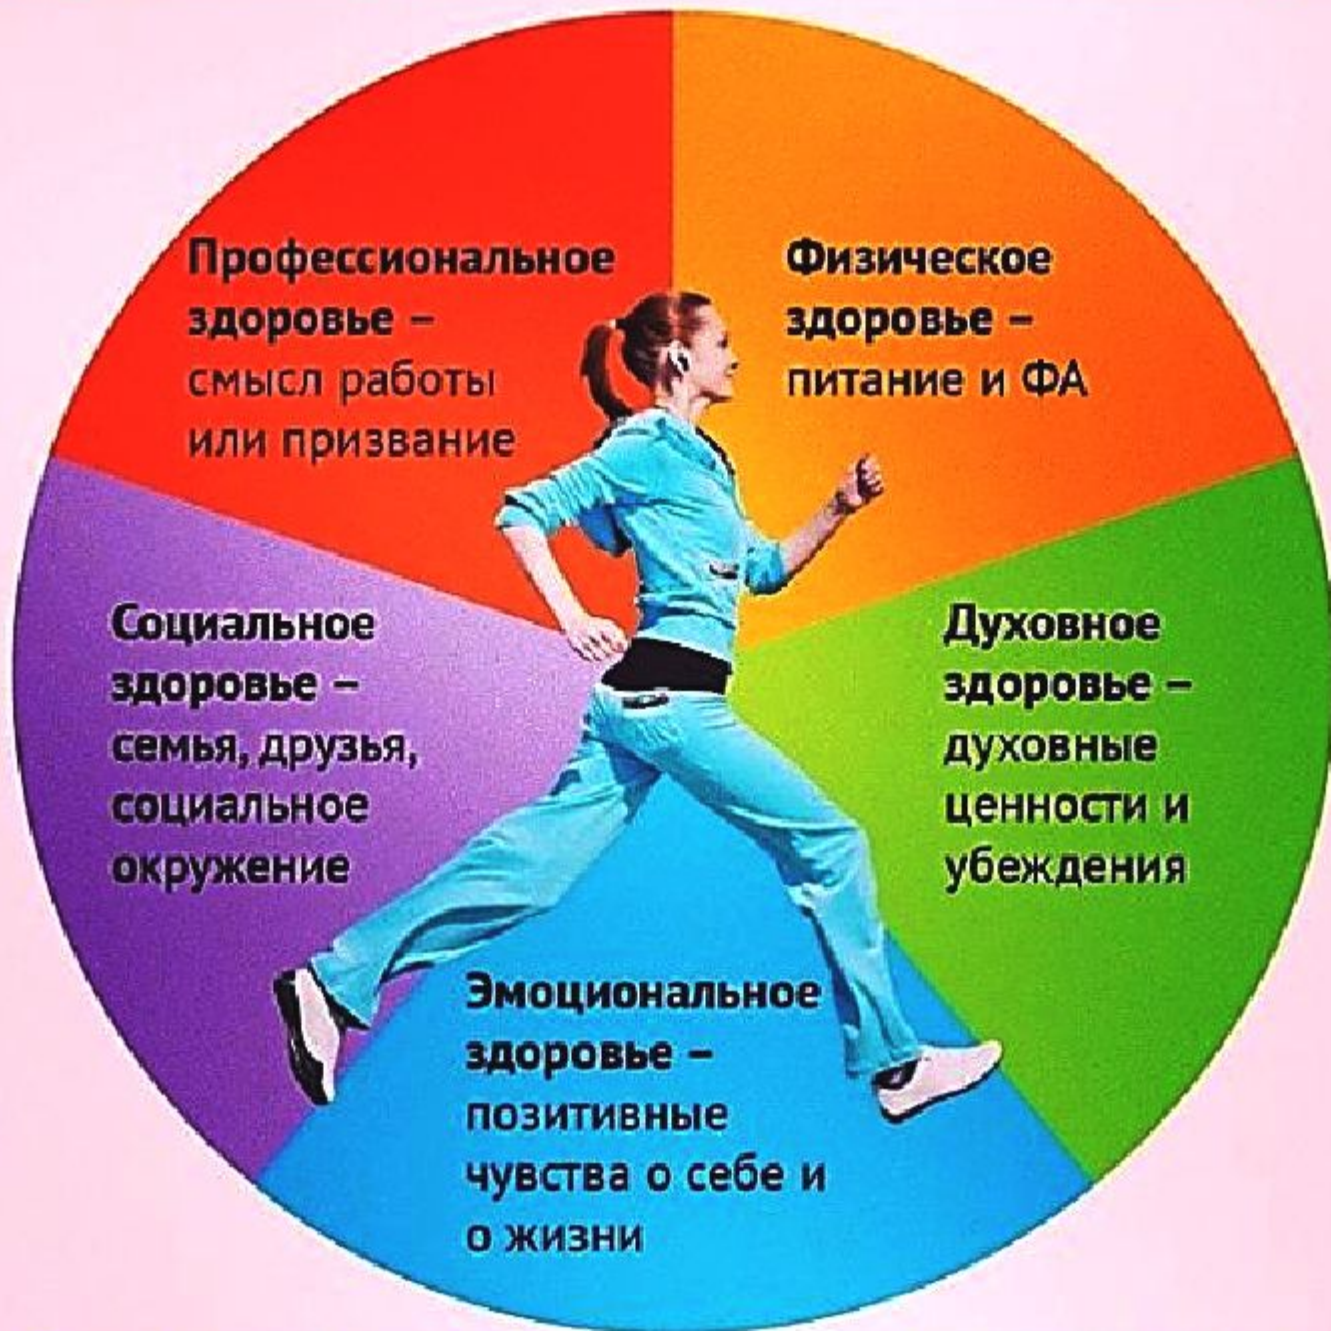 Профессиональное
здоровье –
смысл работы
или призвание
Физическое
здоровье –
питание и ФА
Социальное
здоровье –
семья, друзья,
социальное
окружение
Духовное
здоровье –
духовные
ценности и
убеждения
Эмоциональное
здоровье –
позитивные
чувства о себе и
о жизни